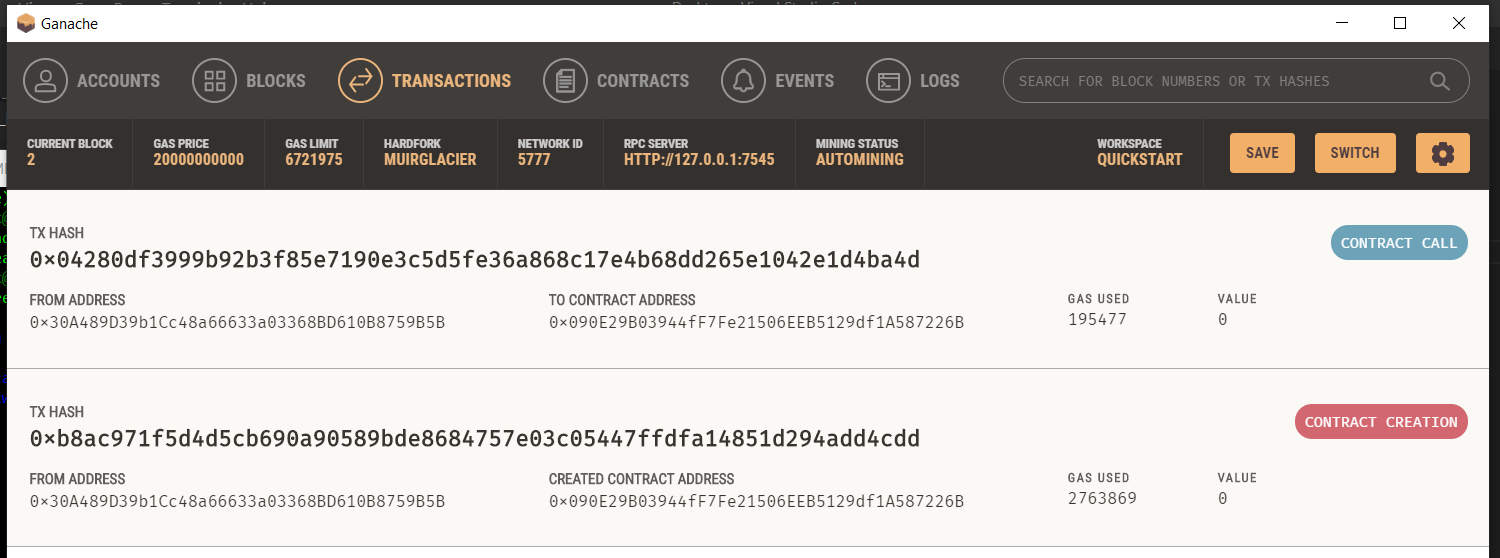 Ganache
ACCOUNTS BLOCKS TRANSACTIONS CONTRACTS EVENTS LOGS SEARCH FOR BLOCK NUMBERS OR TX HASHES
CURRENT BLOCK GAS PRICE GAS LIMIT HARDFORK NETWORK ID RPC SERVER MINING STATUS WORKSPACE
2 20000000000 6721975 MUIRGLACIER 5777 HTTP://127.0.0.1:7545 AUTOMINING QUICKSTART SAVE SWITCH
TX HASH
0×04280df3999b92b3f85e7190e3c5d5fe36a868c17e4b68dd265e1042e1d4ba4d CONTRACT CALL
FROM ADDRESS TO CONTRACT ADDRESS GAS USED VALUE
0×30A489D39b1Cc48a66633a03368BD610B8759B5B 0×090E29B03944fF7Fe21506EEB5129df1A587226B 195477 0
TX HASH
0×b8ac971f5d4d5cb690a90589bde8684757e03c05447ffdfa14851d294add4cdd CONTRACT CREATION
FROM ADDRESS CREATED CONTRACT ADDRESS GAS USED VALUE
0×30A489D39b1Cc48a66633a03368BD610B8759B5B 0×090E29B03944fF7Fe21506EEB5129df1A587226B 2763869 0